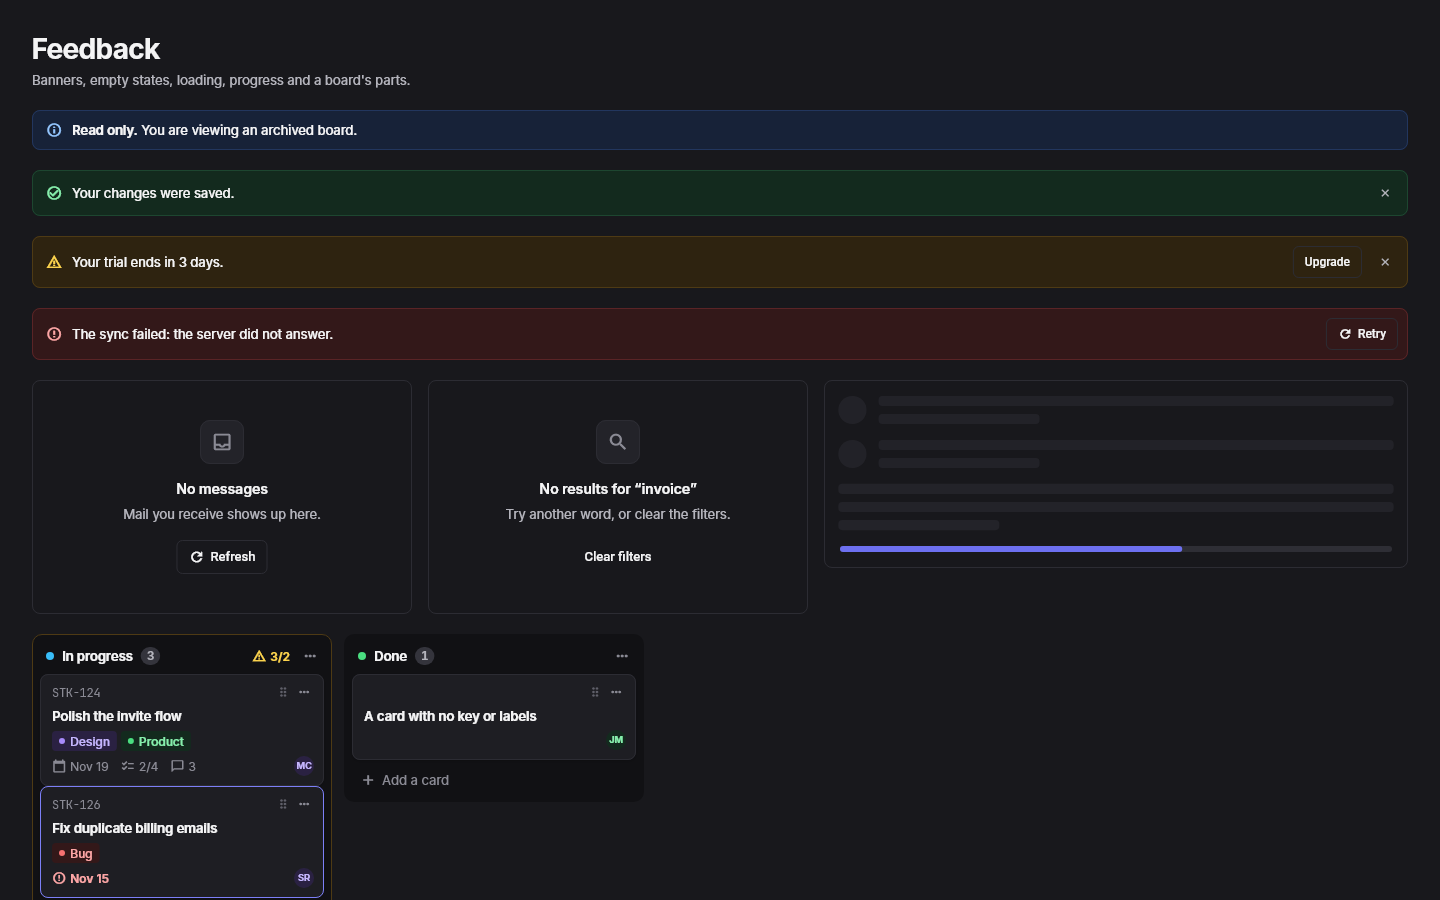 Feedback
Banners, empty states, loading, progress and a board's parts.
Read only. You are viewing an archived board.
Your changes were saved.
Your trial ends in 3 days.
Upgrade
The sync failed: the server did not answer.
Retry
No messages
Mail you receive shows up here.
Refresh
No results for “invoice”
Try another word, or clear the filters.
Clear filters
In progress 3
3/2
STK-124
Polish the invite flow
Design Product
Nov 19 2/4 3 MC
STK-126
Fix duplicate billing emails
Bug
Nov 15 SR
Done 1
A card with no key or labels
JM
Add a card